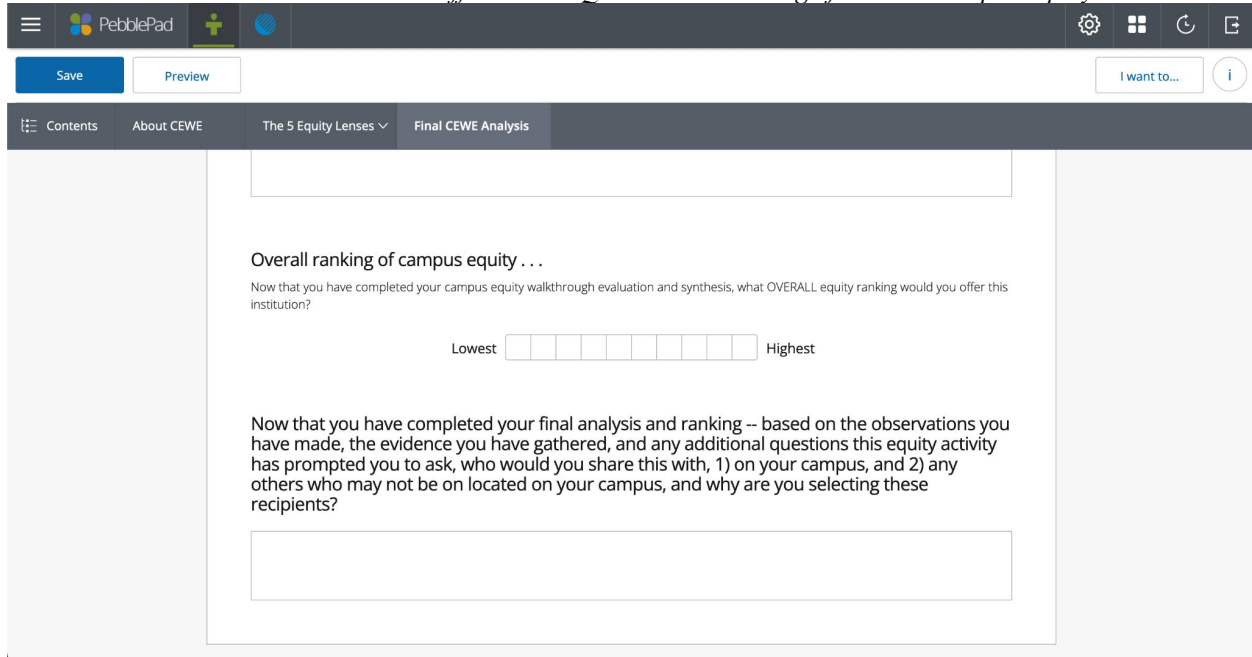 PebblePad
Save
Preview
I want to...
i
Contents
About CEWE
The 5 Equity Lenses
Final CEWE Analysis
Overall ranking of campus equity . . .
Now that you have completed your campus equity walkthrough evaluation and synthesis, what OVERALL equity ranking would you offer this
institution?
Lowest
Highest
Now that you have completed your final analysis and ranking -- based on the observations you
have made, the evidence you have gathered, and any additional questions this equity activity
has prompted you to ask, who would you share this with, 1) on your campus, and 2) any
others who may not be on located on your campus, and why are you selecting these
recipients?